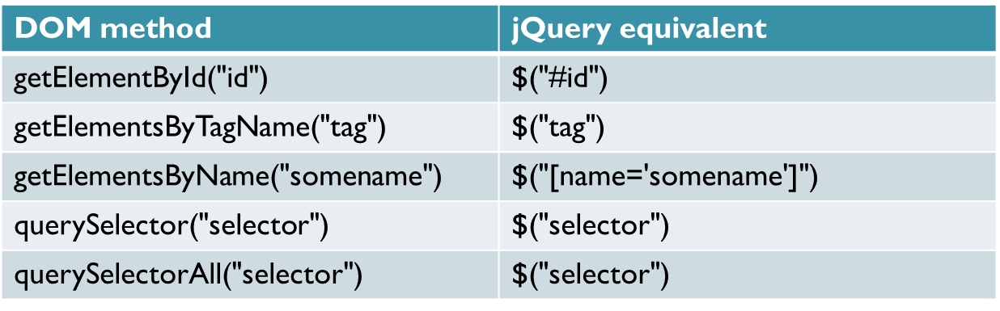 DOM method jQuery equivalent
getElementById("id") $("#id")
getElementsByTagName("tag") $("tag")
getElementsByName("somename") $("[name='somename']")
querySelector("selector") $("selector")
querySelectorAll("selector") $("selector")